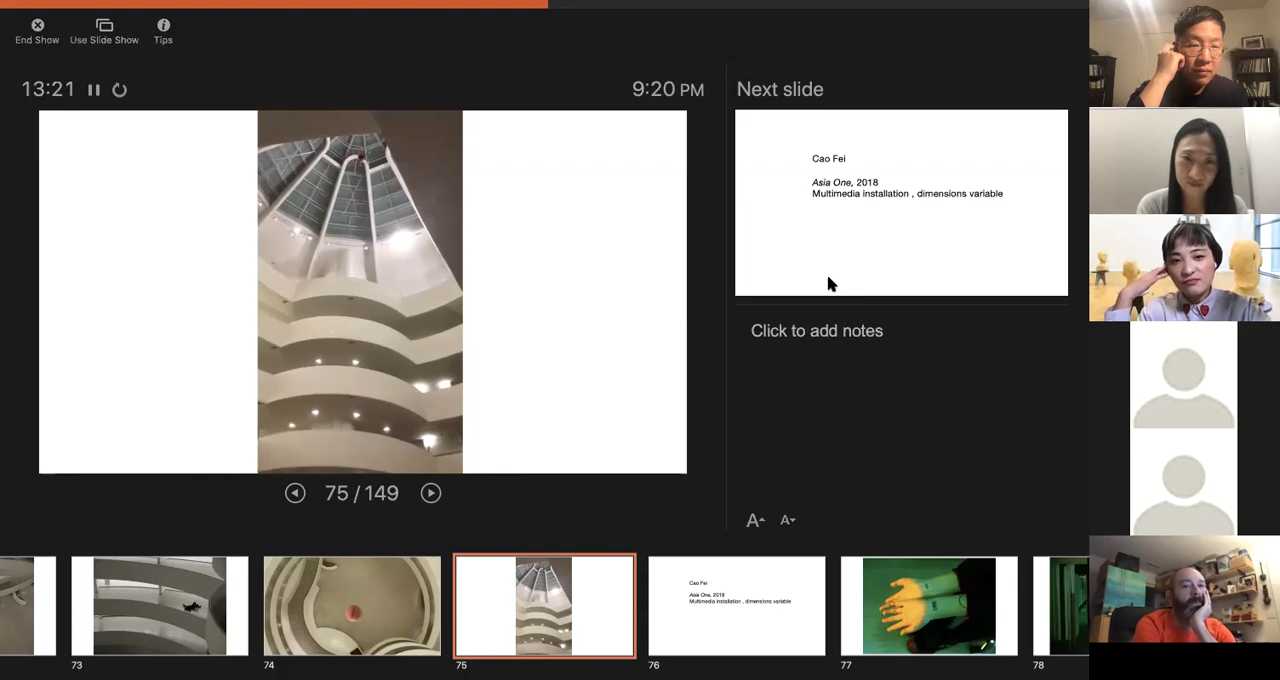 End Show
Use Slide Show
Tips
13:21
9:20 PM
Next slide
Cao Fei
Asia One, 2018
Multimedia installation , dimensions variable
Click to add notes
75 / 149
A A
Cao Fei
Asia One, 2018
Multimedia installation , dimensions variable
73
74
75
76
77
78